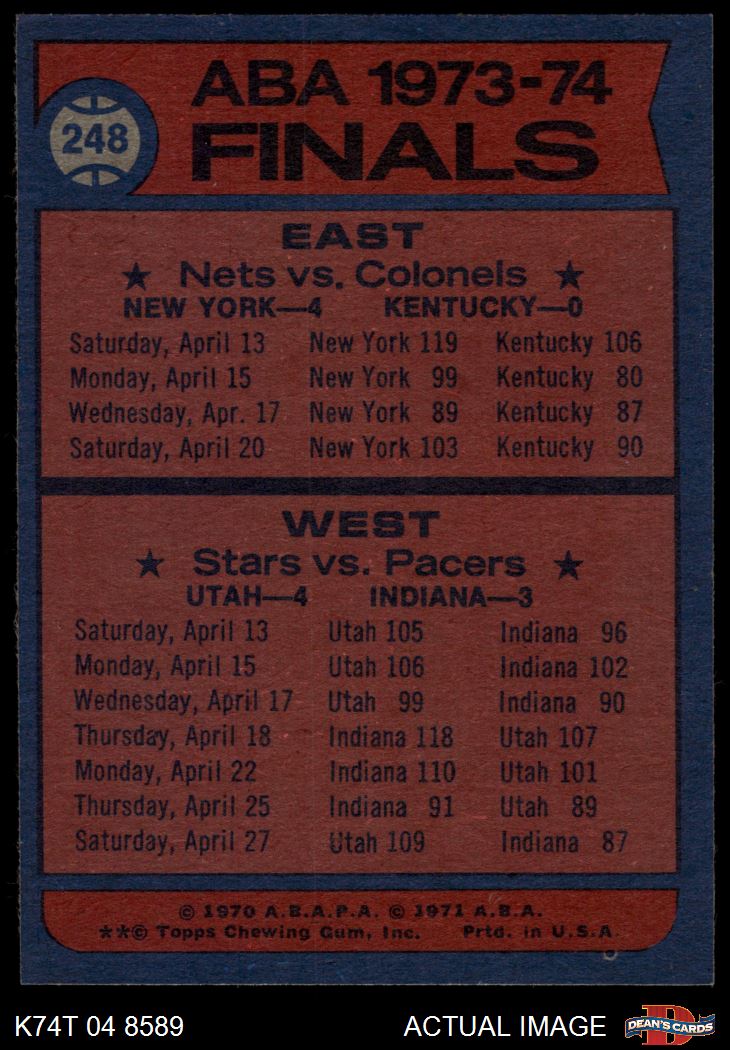 248
ABA 1973-74
FINALS
EAST
★ Nets vs. Colonels ★
NEW YORK—4 KENTUCKY—0
Saturday, April 13 New York 119 Kentucky 106
Monday, April 15 New York 99 Kentucky 80
Wednesday, Apr. 17 New York 89 Kentucky 87
Saturday, April 20 New York 103 Kentucky 90
WEST
★ Stars vs. Pacers ★
UTAH—4 INDIANA—3
Saturday, April 13 Utah 105 Indiana 96
Monday, April 15 Utah 106 Indiana 102
Wednesday, April 17 Utah 99 Indiana 90
Thursday, April 18 Indiana 118 Utah 107
Monday, April 22 Indiana 110 Utah 101
Thursday, April 25 Indiana 91 Utah 89
Saturday, April 27 Utah 109 Indiana 87
© 1970 A.B.A.P.A. © 1971 A.B.A.
**© Topps Chewing Gum, Inc. Prtd. in U.S.A.
K74T 04 8589 ACTUAL IMAGE D DEAN'S CARDS